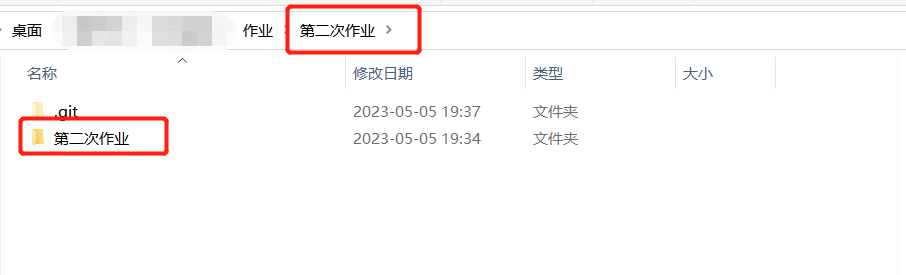 桌面 作业 第二次作业
名称 修改日期 类型 大小
.git 2023-05-05 19:37 文件夹
第二次作业 2023-05-05 19:34 文件夹